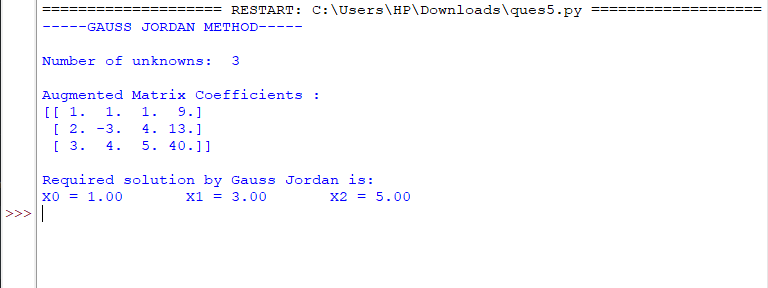 ==================== RESTART: C:\Users\HP\Downloads\ques5.py ===================
-----GAUSS JORDAN METHOD-----
Number of unknowns:  3
Augmented Matrix Coefficients :
[[ 1.  1.  1.  9.]
 [ 2. -3.  4. 13.]
 [ 3.  4.  5. 40.]]
Required solution by Gauss Jordan is:
X0 = 1.00	X1 = 3.00	X2 = 5.00
>>>